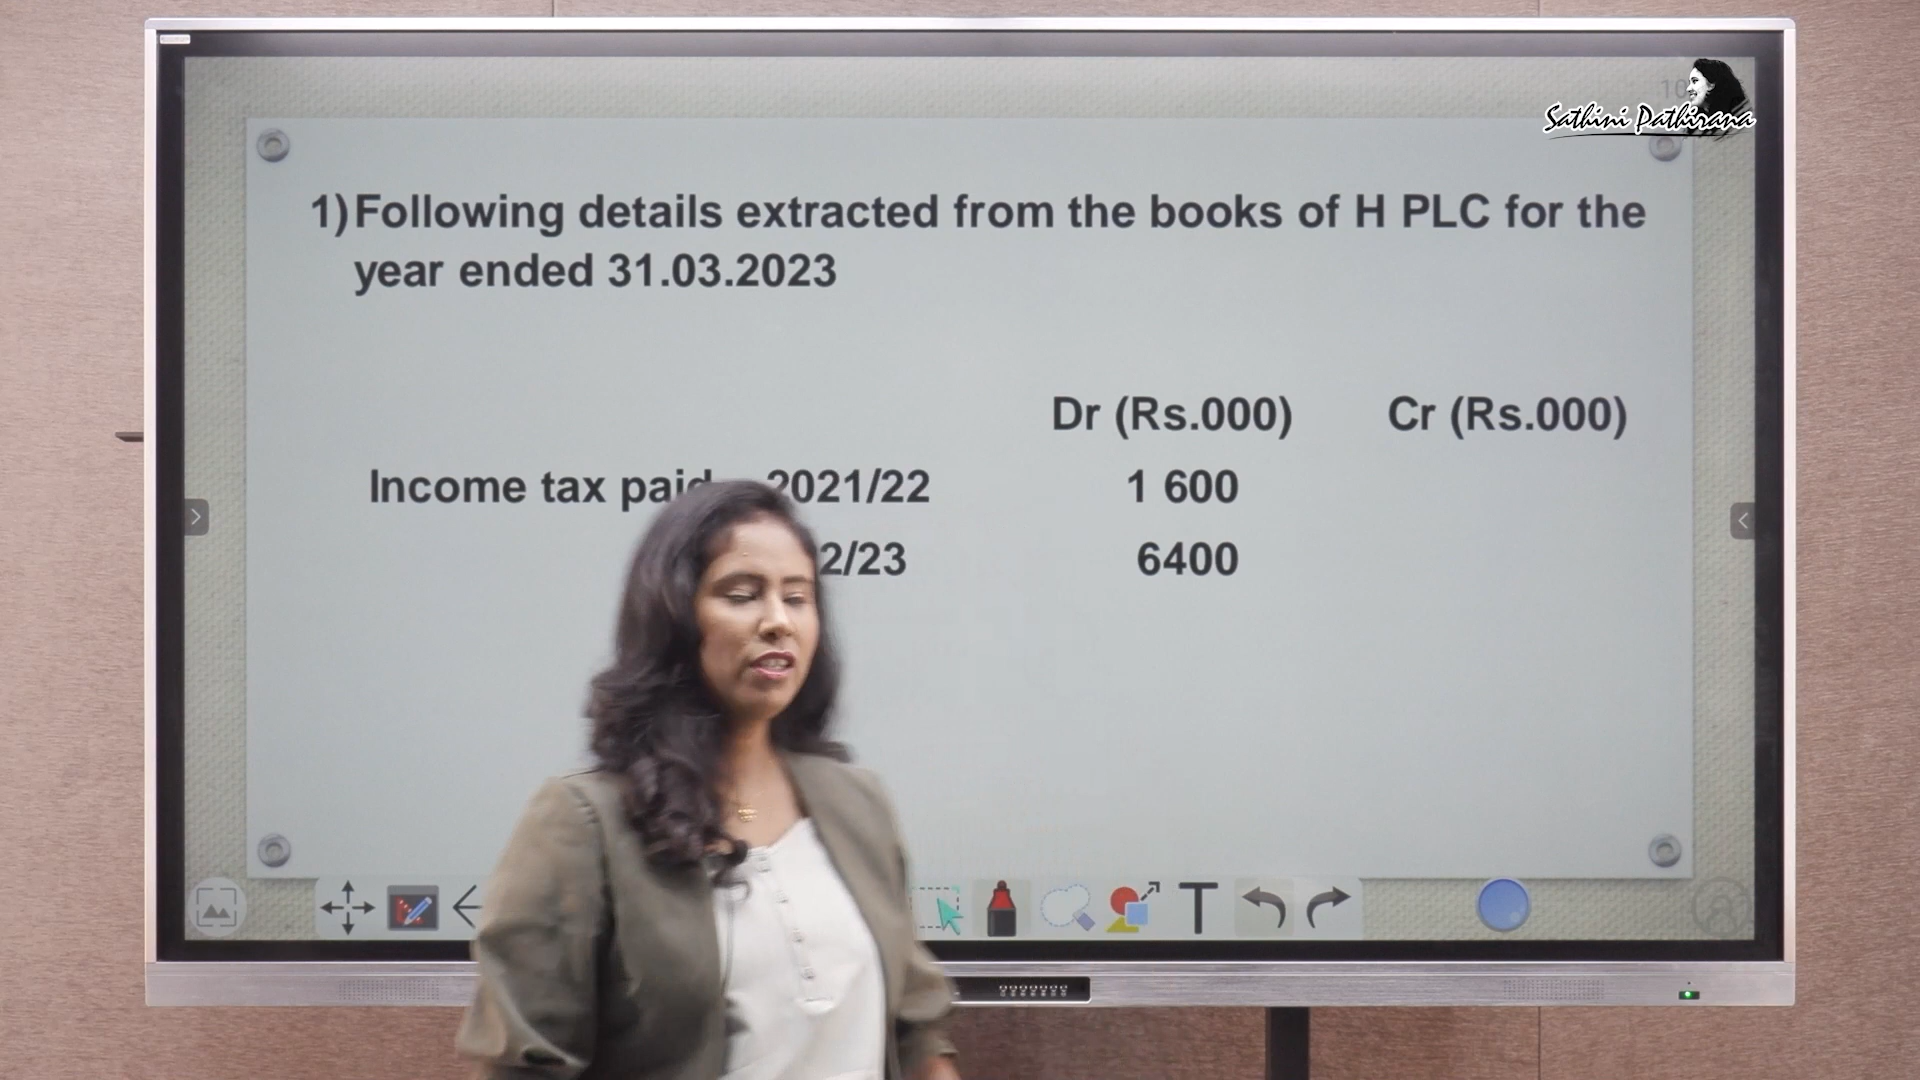 Sathini Pathirana
1) Following details extracted from the books of H PLC for the
year ended 31.03.2023
Dr (Rs.000) Cr (Rs.000)
Income tax paid 2021/22 1 600
2/23 6400
T